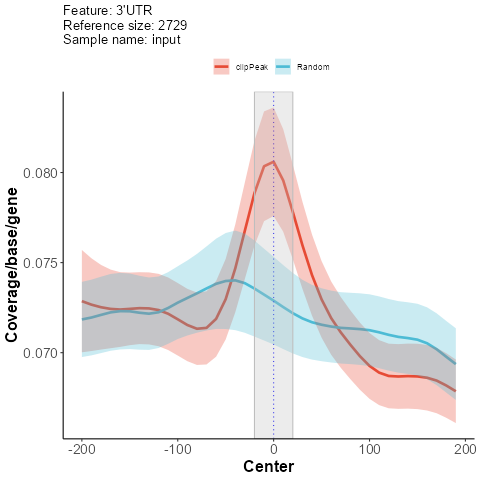 Feature: 3'UTR
Reference size: 2729
Sample name: input
clipPeak Random
0.080
0.075
0.070
Coverage/base/gene
-200 -100 0 100 200
Center